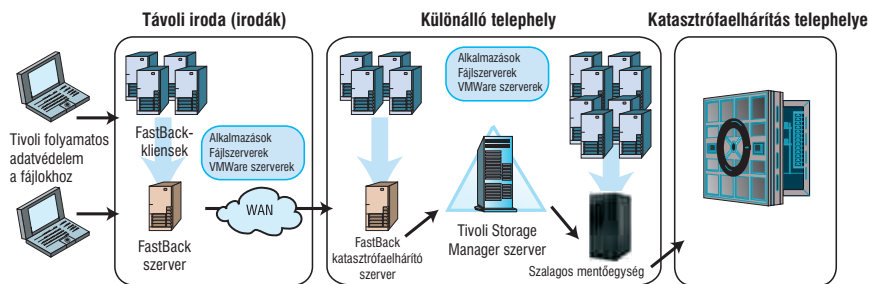 Távoli iroda (irodák)
Különálló telephely
Katasztrófaelhárítás telephelye
Tivoli folyamatos
adatvédelem
a fájlokhoz
FastBack-
kliensek
Alkalmazások
Fájlszerverek
VMWare szerverek
WAN
FastBack
szerver
Alkalmazások
Fájlszerverek
VMWare szerverek
FastBack
katasztrófaelhárító
szerver
Tivoli Storage
Manager szerver
Szalagos mentőegység